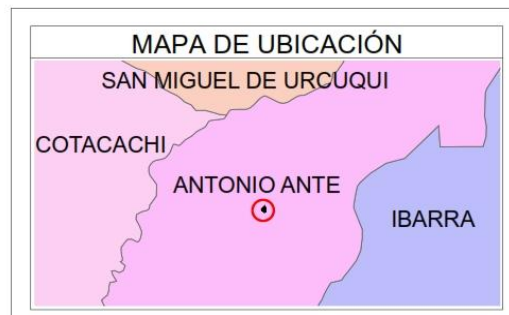 MAPA DE UBICACIÓN
SAN MIGUEL DE URCUQUI
COTACACHI
ANTONIO ANTE
IBARRA